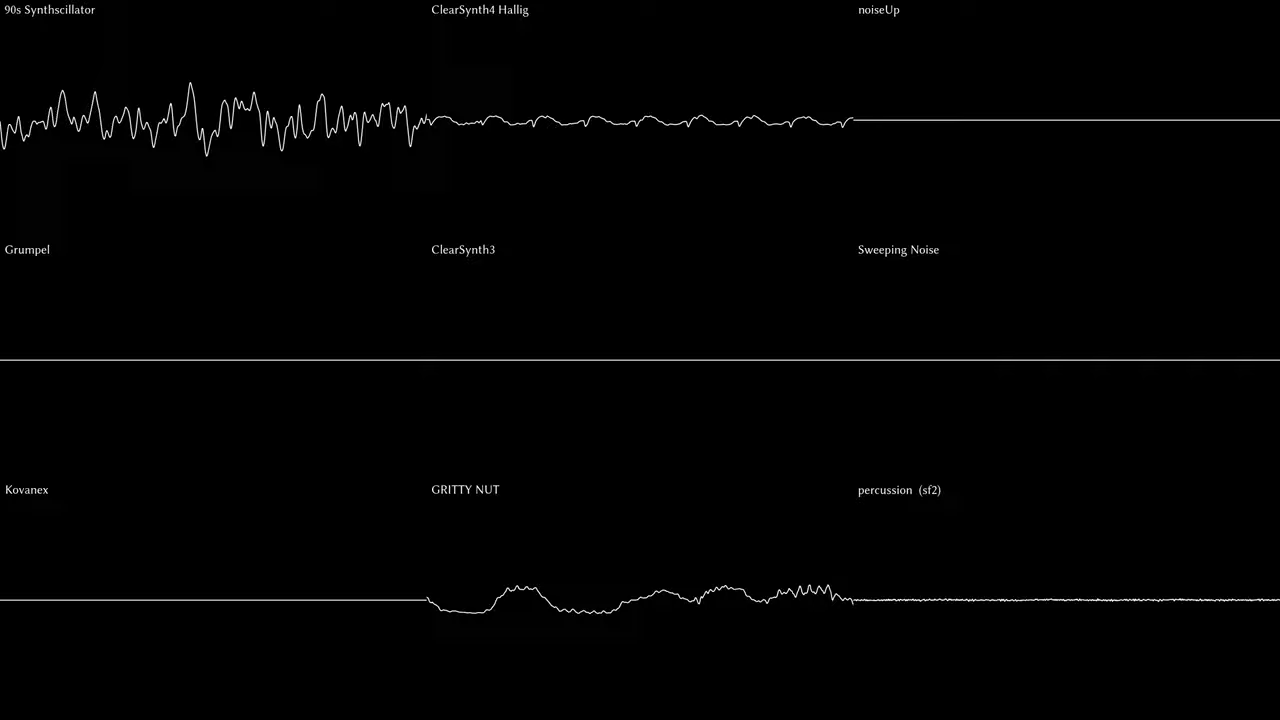 90s Synthscillator
ClearSynth4 Hallig
noiseUp
Grumpel
ClearSynth3
Sweeping Noise
Kovanex
GRITTY NUT
percussion (sf2)